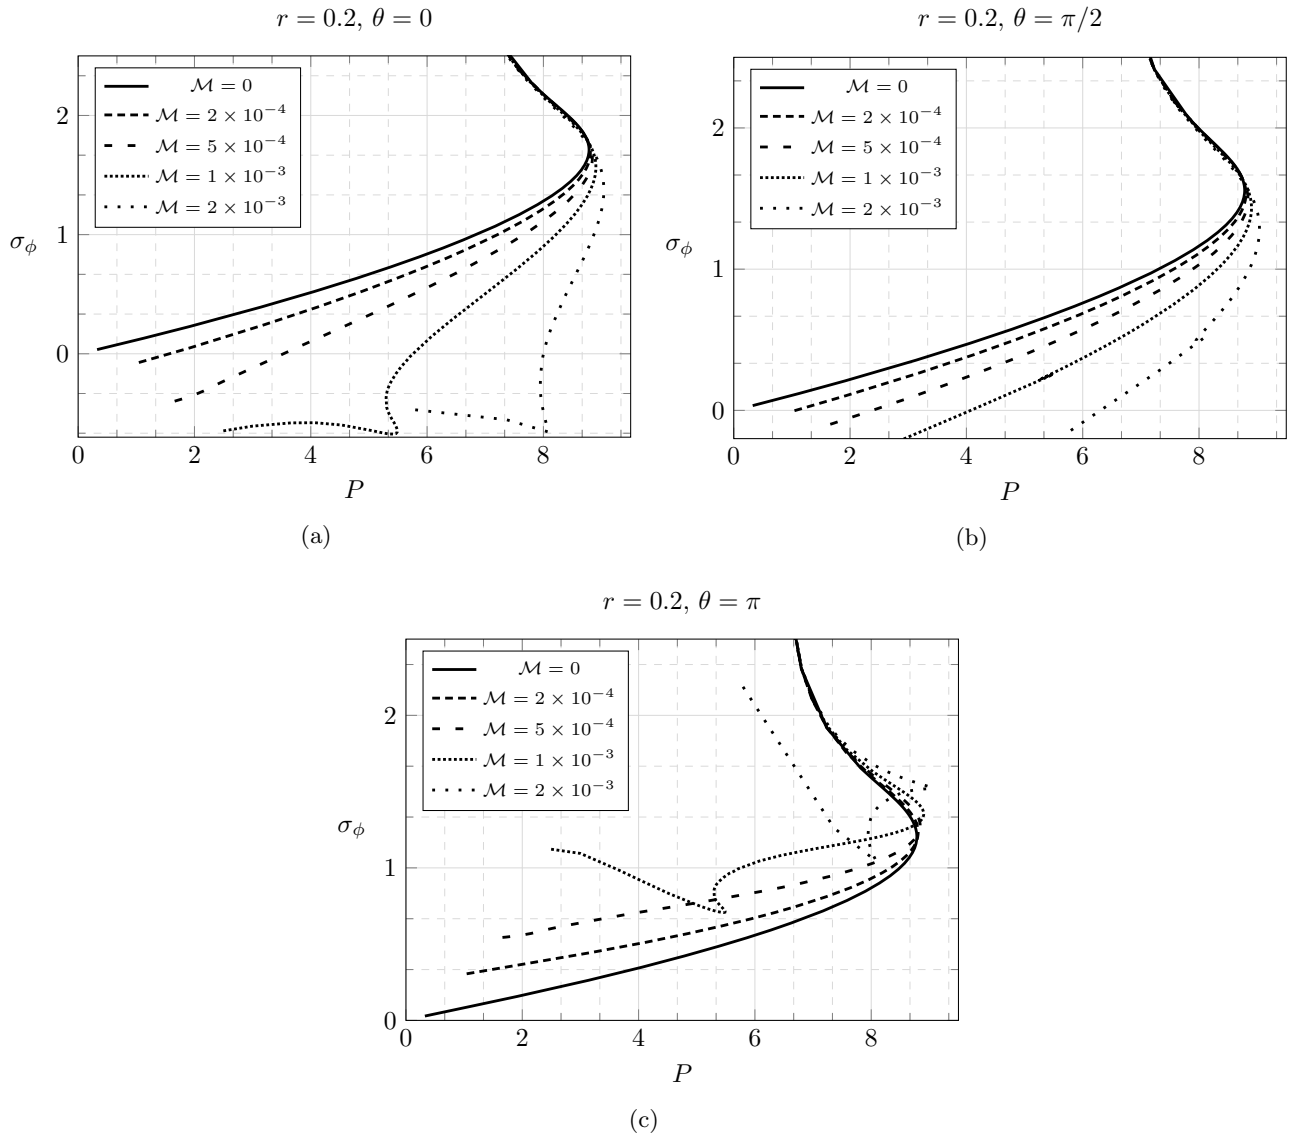 r = 0.2, θ = 0
2
1
0
σ_ϕ
M = 0
M = 2 × 10⁻⁴
M = 5 × 10⁻⁴
M = 1 × 10⁻³
M = 2 × 10⁻³
0 2 4 6 8
P
(a)
r = 0.2, θ = π/2
2
1
0
σ_ϕ
M = 0
M = 2 × 10⁻⁴
M = 5 × 10⁻⁴
M = 1 × 10⁻³
M = 2 × 10⁻³
0 2 4 6 8
P
(b)
r = 0.2, θ = π
2
1
0
σ_ϕ
M = 0
M = 2 × 10⁻⁴
M = 5 × 10⁻⁴
M = 1 × 10⁻³
M = 2 × 10⁻³
0 2 4 6 8
P
(c)